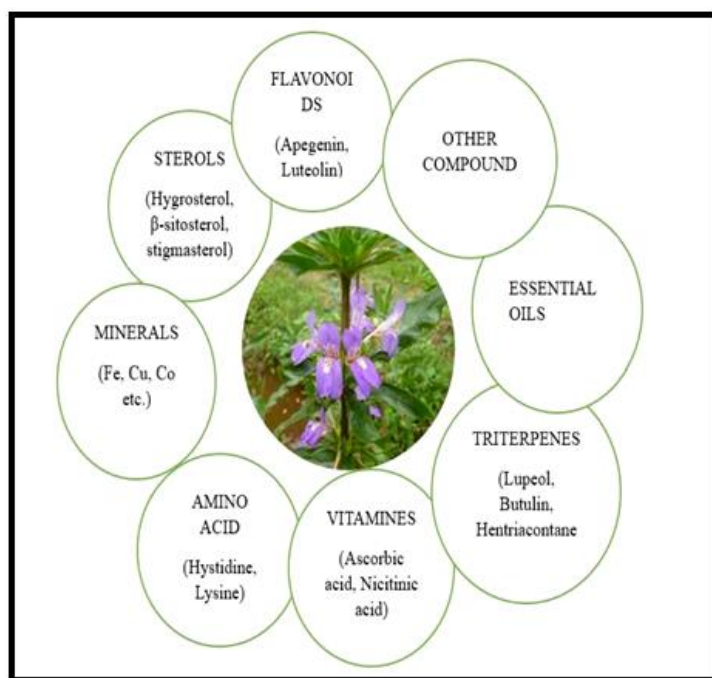 FLAVONOI
DS
(Apegenin,
Luteolin)
OTHER
COMPOUND
ESSENTIAL
OILS
TRITERPENES
(Lupeol,
Butulin,
Hentriacontane
VITAMINES
(Ascorbic
acid, Nicitinic
acid)
AMINO
ACID
(Hystidine,
Lysine)
MINERALS
(Fe, Cu, Co
etc.)
STEROLS
(Hygrosterol,
β-sitosterol,
stigmasterol)